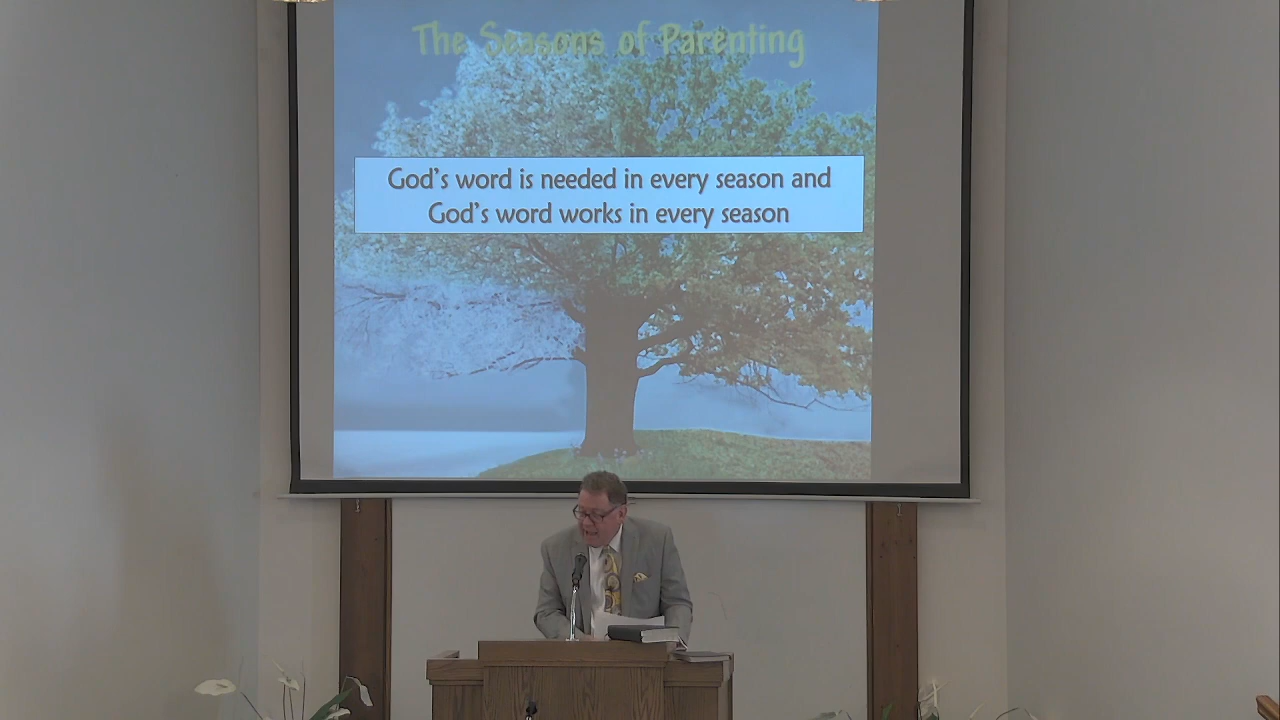 The Seasons of Parenting
God's word is needed in every season and
God's word works in every season